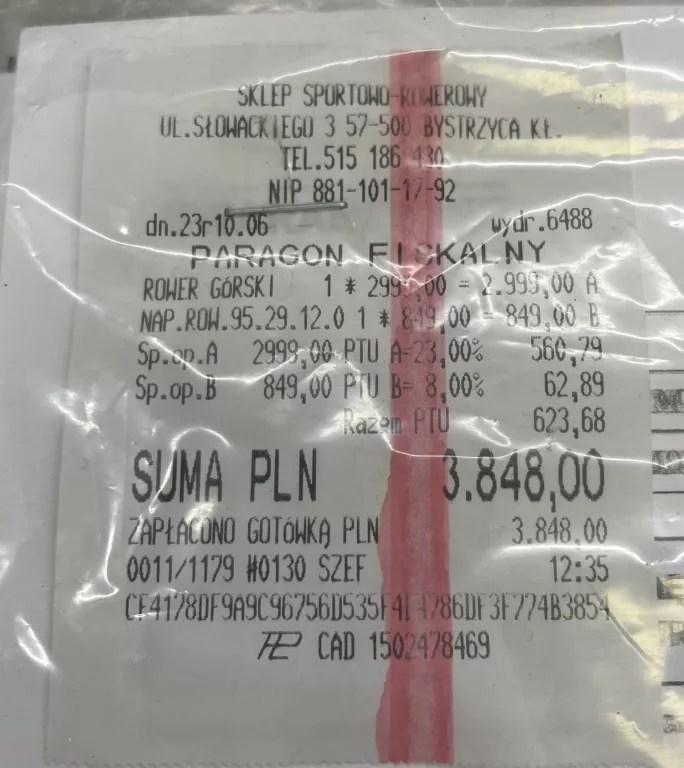 SKLEP SPORTOWO-ROWEROWY
UL.SŁOWACKIEGO 3 57-500 BYSTRZYCA KŁ.
TEL.515 186 430
NIP 881-101-17-92
dn.23r10.06 wydr.6488
PARAGON FISKALNY
ROWER GÓRSKI 1 * 2999,00 = 2.999,00 A
NAP.ROW.95.29.12.0 1 * 849,00 = 849,00 B
Sp.op.A 2999,00 PTU A=23,00% 560,79
Sp.op.B 849,00 PTU B= 8,00% 62,89
Razem PTU 623,68
SUMA PLN 3.848,00
ZAPŁACONO GOTÓWKĄ PLN 3.848,00
0011/1179 #0130 SZEF 12:35
CE4178DF9A9C96756D535F4E4786DF3F774B3854
CAD 1502478469